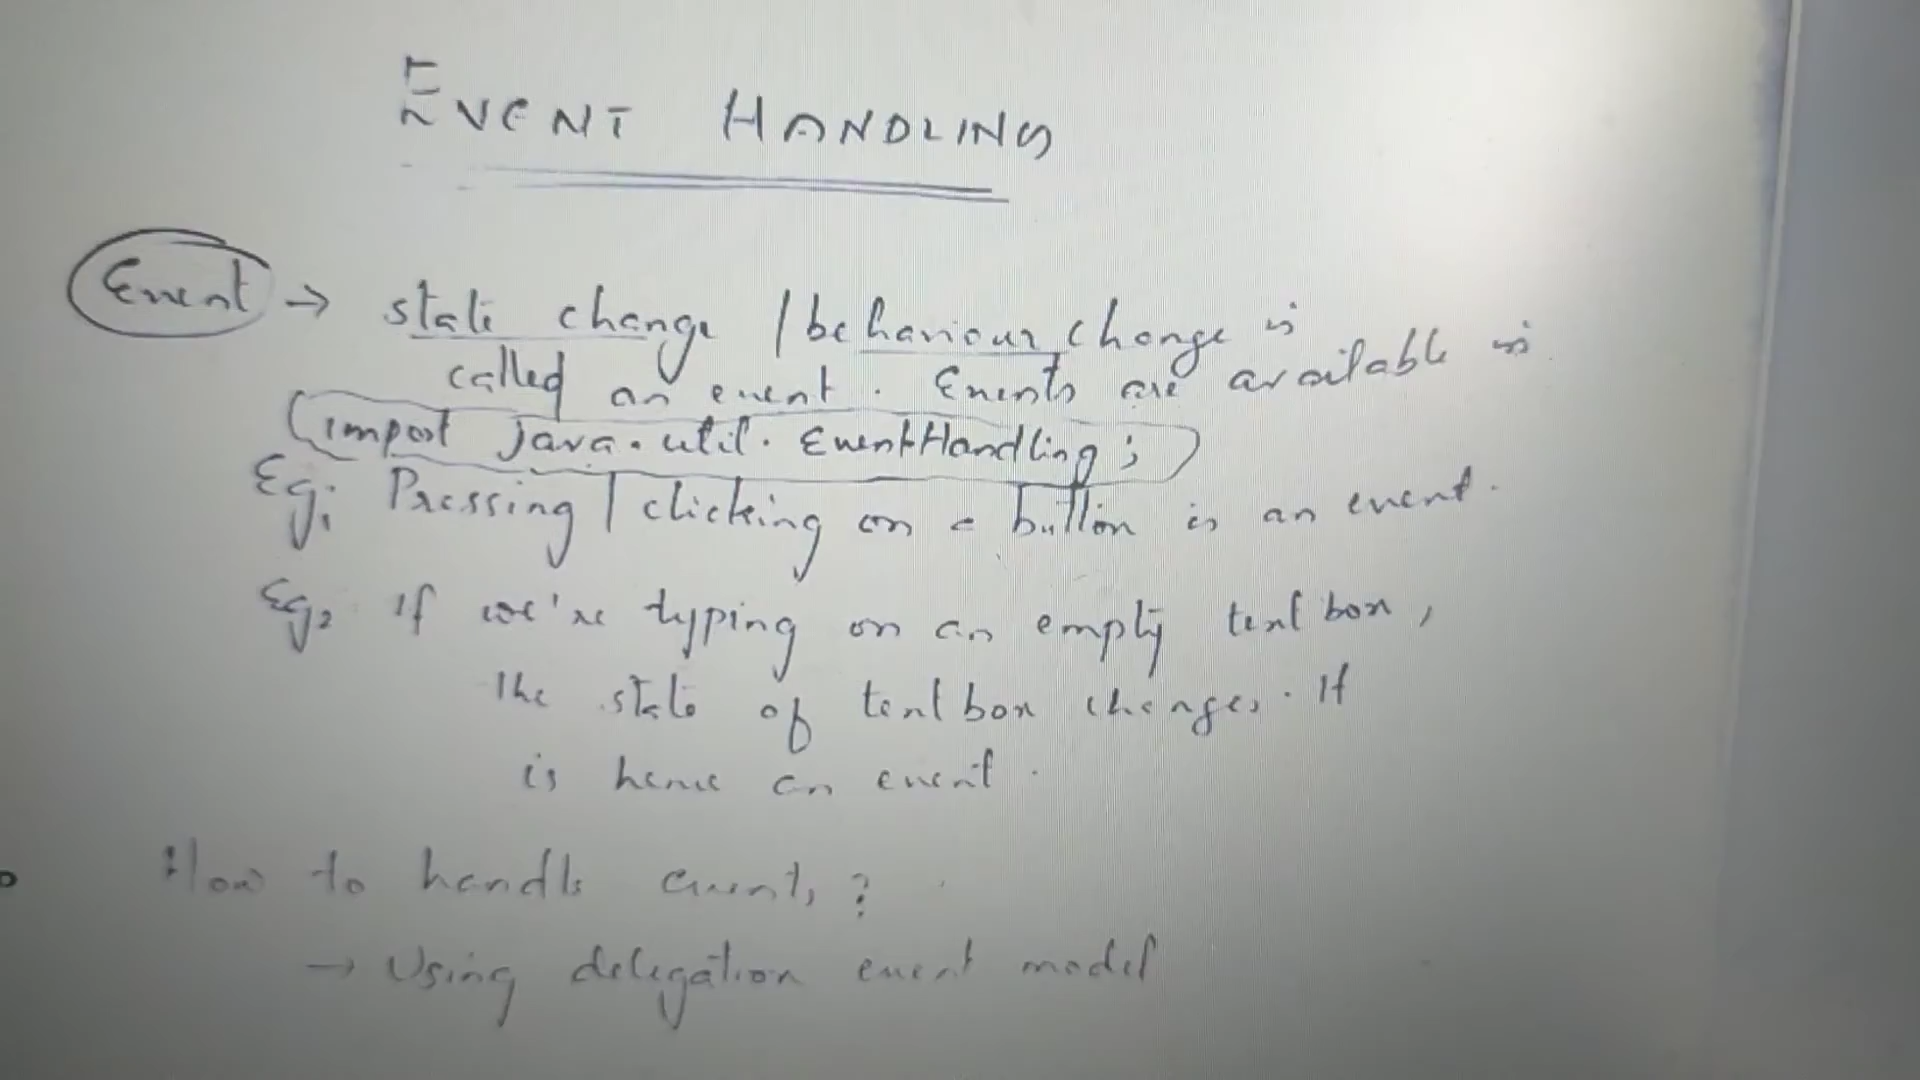 EVENT HANDLING
Event → state change / behaviour change is
called an event. Events are available in
(import java.util.EventHandling;)
Eg1 Pressing / clicking on a button is an event.
Eg2 If we're typing on an empty text box,
the state of text box changes. It
is hence an event.
How to handle events?
→ Using delegation event model